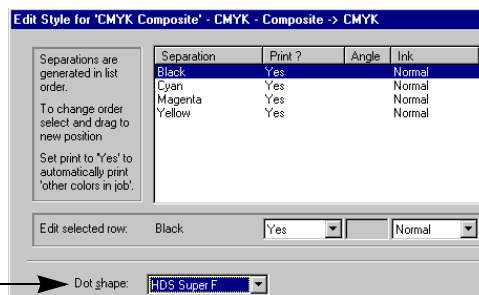 Edit Style for 'CMYK Composite' - CMYK - Composite -> CMYK
Separations are
generated in list
order.
To change order
select and drag to
new position
Set print to 'Yes' to
automatically print
'other colors in job'.
Separation Print ? Angle Ink
Black Yes Normal
Cyan Yes Normal
Magenta Yes Normal
Yellow Yes Normal
Edit selected row: Black Yes Normal
Dot shape: HDS Super F